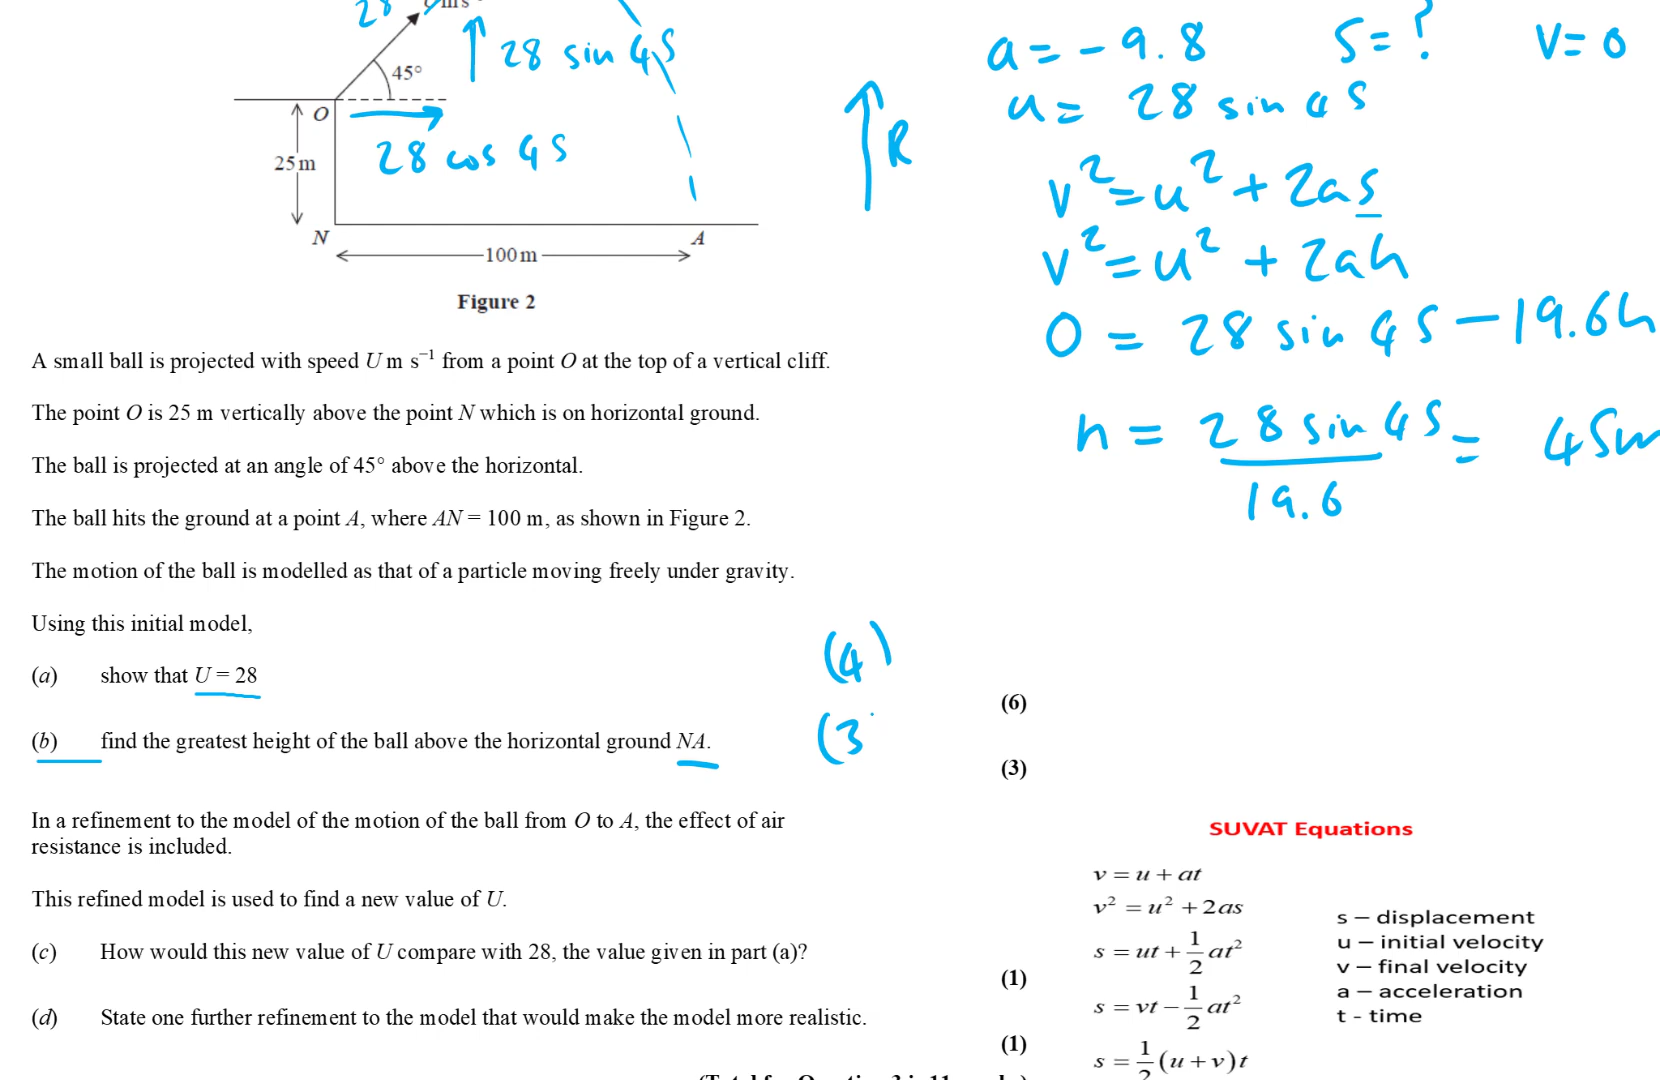 28 U m s⁻¹
28 sin 45
45°
O
28 cos 45
25 m
N
A
100 m
Figure 2
A small ball is projected with speed U m s⁻¹ from a point O at the top of a vertical cliff.
The point O is 25 m vertically above the point N which is on horizontal ground.
The ball is projected at an angle of 45° above the horizontal.
The ball hits the ground at a point A, where AN = 100 m, as shown in Figure 2.
The motion of the ball is modelled as that of a particle moving freely under gravity.
Using this initial model,
(a) show that U = 28
(4)
(6)
(b) find the greatest height of the ball above the horizontal ground NA.
(3
(3)
In a refinement to the model of the motion of the ball from O to A, the effect of air
resistance is included.
This refined model is used to find a new value of U.
(c) How would this new value of U compare with 28, the value given in part (a)?
(1)
(d) State one further refinement to the model that would make the model more realistic.
(1)
R
a = -9.8 S = ? V = 0
u = 28 sin 45
v² = u² + 2as
v² = u² + 2ah
0 = 28 sin 45 - 19.6h
h = 28 sin 45 = 45m
19.6
SUVAT Equations
v = u + at
v² = u² + 2as
s = ut + 1/2 at²
s = vt - 1/2 at²
s = 1/2 (u + v) t
s – displacement
u – initial velocity
v – final velocity
a – acceleration
t - time